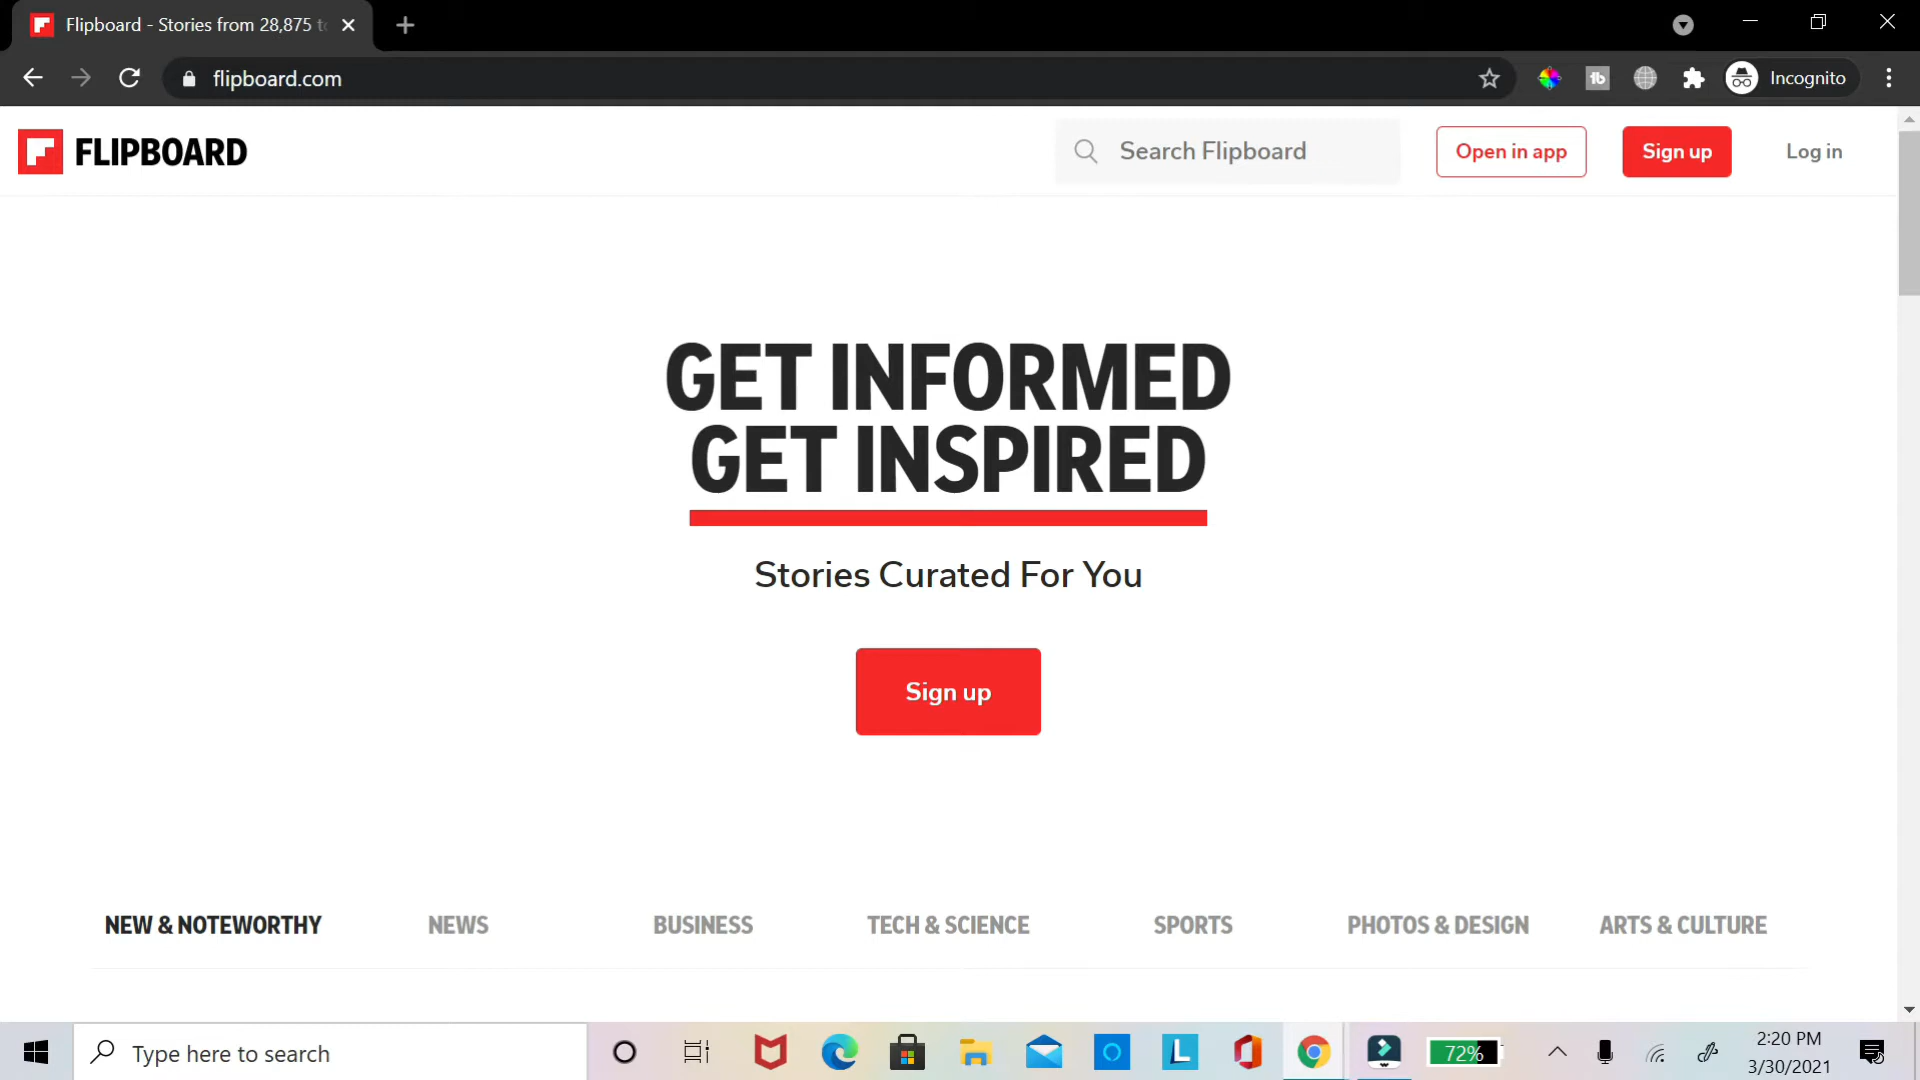 Flipboard - Stories from 28,875 t
flipboard.com
Incognito
FLIPBOARD
Search Flipboard
Open in app
Sign up
Log in
GET INFORMED
GET INSPIRED
Stories Curated For You
Sign up
NEW & NOTEWORTHY
NEWS
BUSINESS
TECH & SCIENCE
SPORTS
PHOTOS & DESIGN
ARTS & CULTURE
Type here to search
L
72%
2:20 PM
3/30/2021